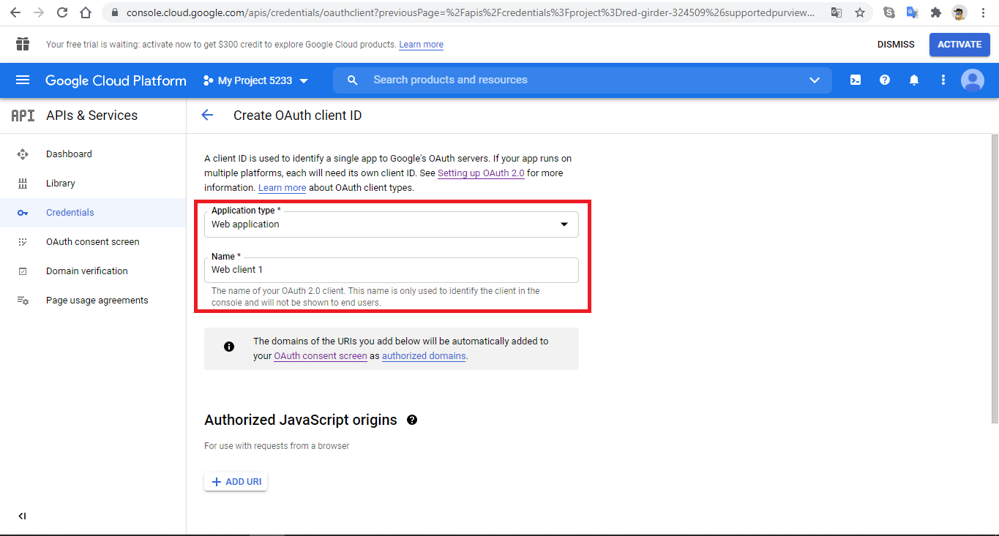 console.cloud.google.com/apis/credentials/oauthclient?previousPage=%2Fapis%2Fcredentials%3Fproject%3Dred-girder-324509%26supportedpurview...
Your free trial is waiting: activate now to get $300 credit to explore Google Cloud products. Learn more
DISMISS
ACTIVATE
Google Cloud Platform
My Project 5233
Search products and resources
API APIs & Services
Create OAuth client ID
Dashboard
Library
Credentials
OAuth consent screen
Domain verification
Page usage agreements
A client ID is used to identify a single app to Google's OAuth servers. If your app runs on
multiple platforms, each will need its own client ID. See Setting up OAuth 2.0 for more
information. Learn more about OAuth client types.
Application type *
Web application
Name *
Web client 1
The name of your OAuth 2.0 client. This name is only used to identify the client in the
console and will not be shown to end users.
The domains of the URIs you add below will be automatically added to
your OAuth consent screen as authorized domains.
Authorized JavaScript origins
For use with requests from a browser
+ ADD URI